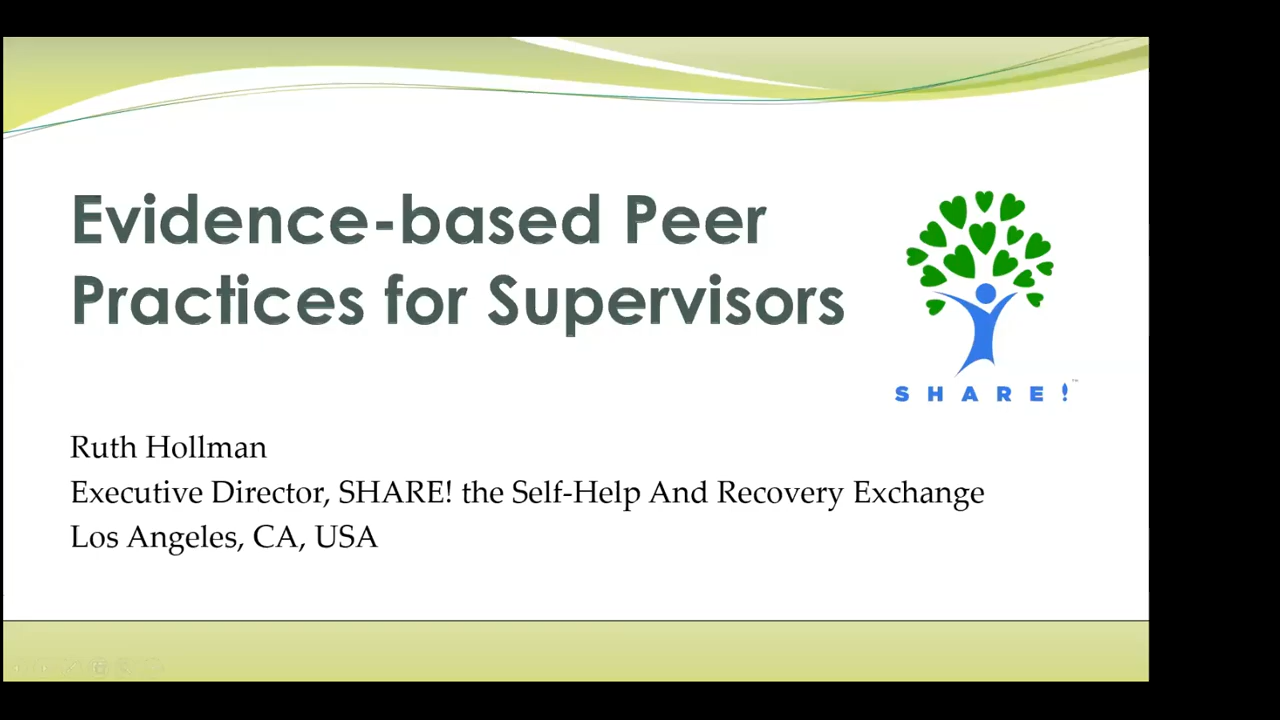 Evidence-based Peer
Practices for Supervisors
SHARE!™
Ruth Hollman
Executive Director, SHARE! the Self-Help And Recovery Exchange
Los Angeles, CA, USA